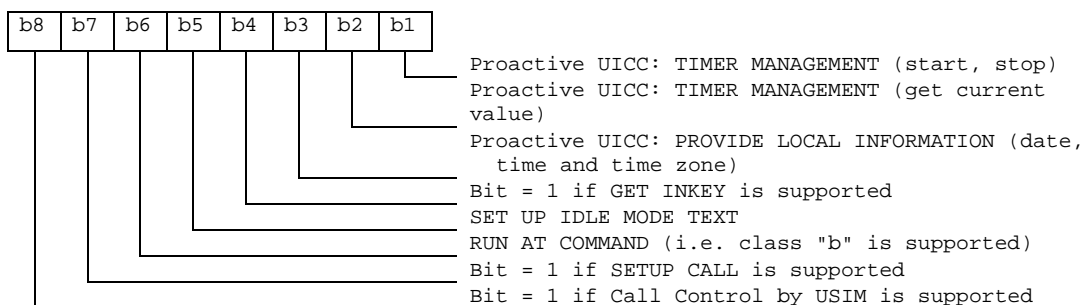 b8 b7 b6 b5 b4 b3 b2 b1
Proactive UICC: TIMER MANAGEMENT (start, stop)
Proactive UICC: TIMER MANAGEMENT (get current
value)
Proactive UICC: PROVIDE LOCAL INFORMATION (date,
time and time zone)
Bit = 1 if GET INKEY is supported
SET UP IDLE MODE TEXT
RUN AT COMMAND (i.e. class "b" is supported)
Bit = 1 if SETUP CALL is supported
Bit = 1 if Call Control by USIM is supported